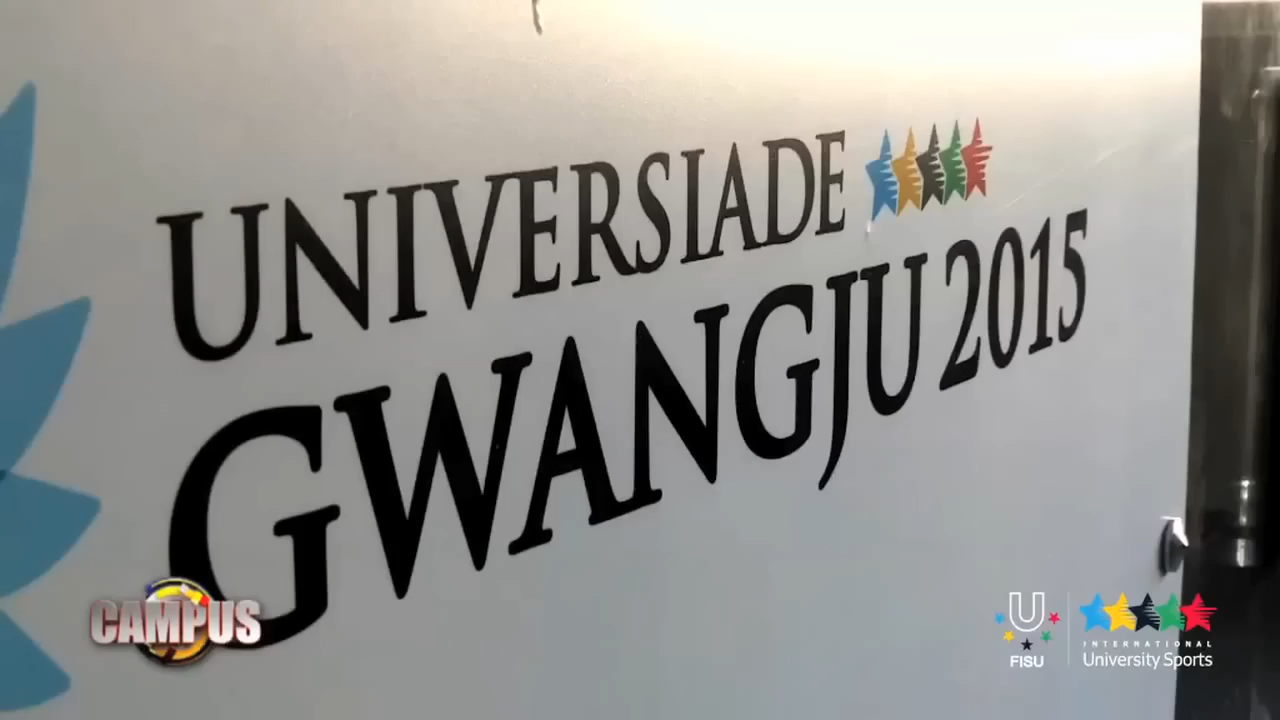 UNIVERSIADE
GWANGJU 2015
CAMPUS
U
FISU
INTERNATIONAL
University Sports